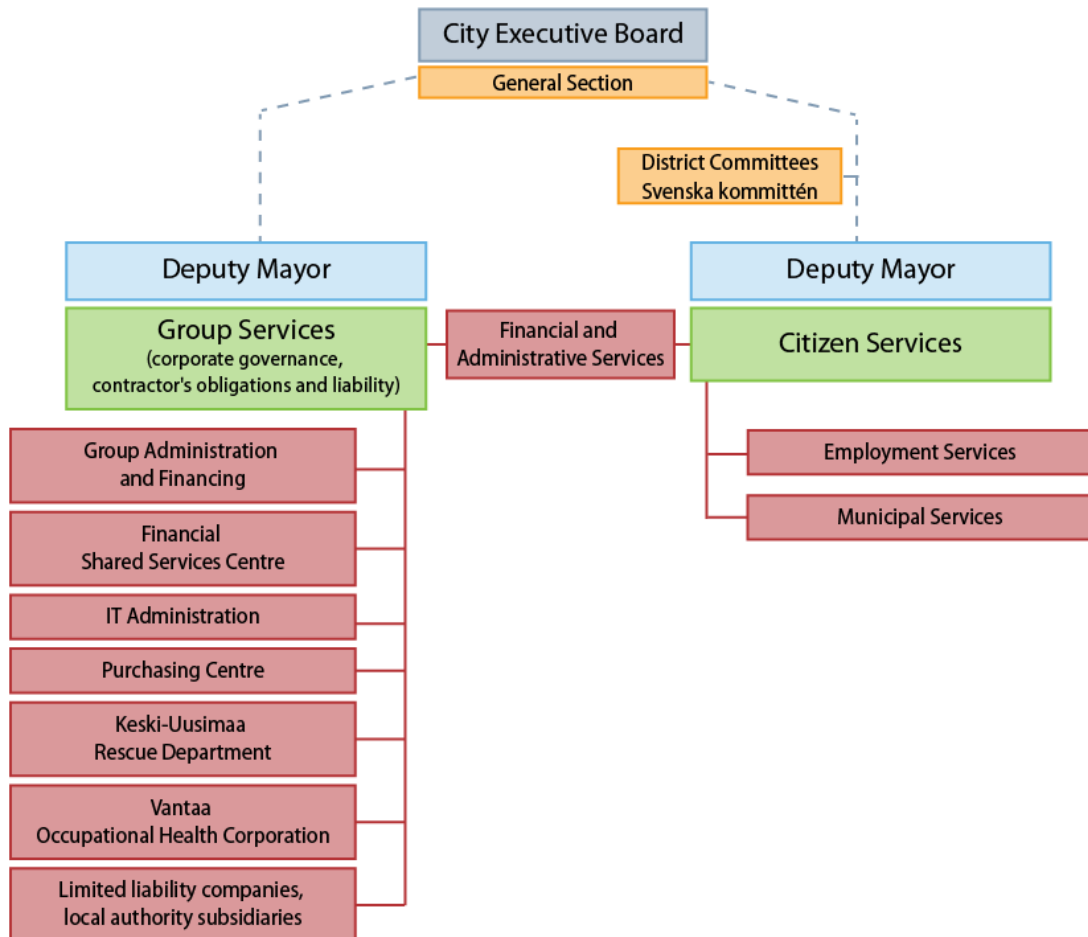 City Executive Board
General Section
District Committees
Svenska kommittén
Deputy Mayor
Deputy Mayor
Group Services
(corporate governance,
contractor's obligations and liability)
Financial and
Administrative Services
Citizen Services
Group Administration
and Financing
Financial
Shared Services Centre
IT Administration
Purchasing Centre
Keski-Uusimaa
Rescue Department
Vantaa
Occupational Health Corporation
Limited liability companies,
local authority subsidiaries
Employment Services
Municipal Services